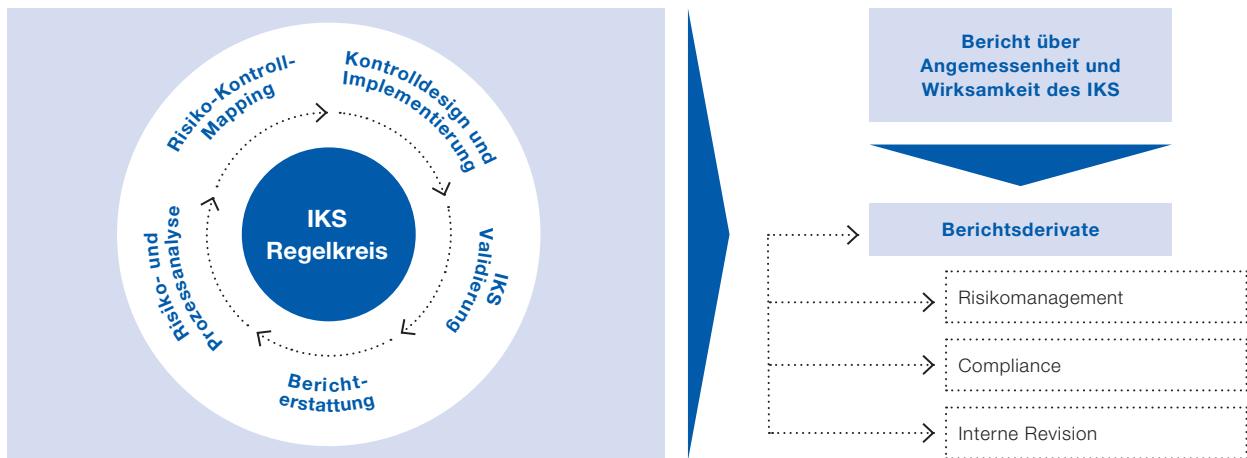 Risiko-Kontroll-
Mapping
Kontrolldesign und
Implementierung
IKS
Validierung
Bericht-
erstattung
Risiko- und
Prozessanalyse
IKS
Regelkreis
Bericht über
Angemessenheit und
Wirksamkeit des IKS
Berichtsderivate
Risikomanagement
Compliance
Interne Revision